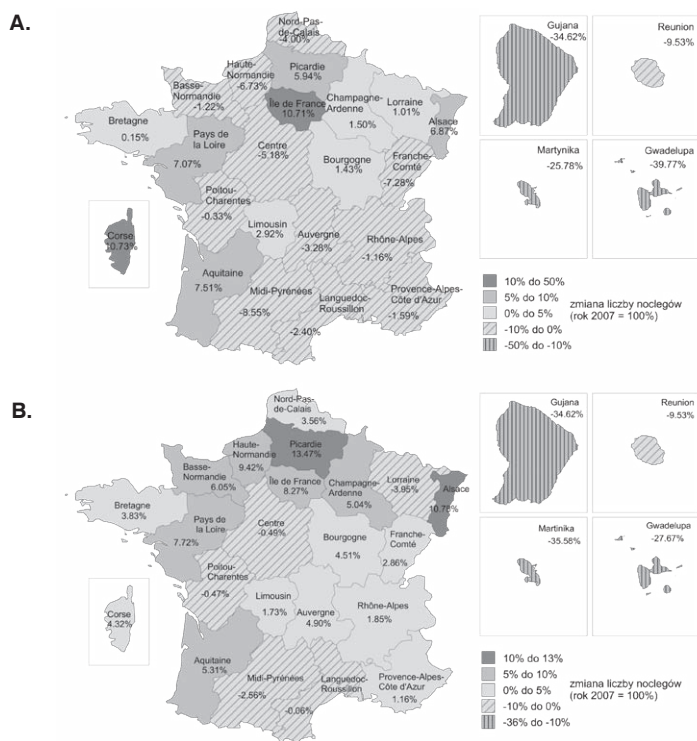 A.
Nord-Pas-
de-Calais
-4.00%
Haute-
Normandie
-6.73%
Picardie
5.94%
Basse-
Normandie
-1.22%
Île de France
10.71%
Champagne-
Ardenne
1.50%
Lorraine
1.01%
Alsace
6.87%
Bretagne
0.15%
Pays de
la Loire
7.07%
Centre
-5.18%
Bourgogne
1.43%
Franche-
Comté
-7.28%
Poitou-
Charentes
-0.33%
Limousin
2.92%
Auvergne
-3.28%
Rhône-Alpes
-1.16%
Corse
10.73%
Aquitaine
7.51%
Midi-Pyrénées
-8.55%
Languedoc-
Roussillon
-2.40%
Provence-Alpes-
Côte d'Azur
-1.59%
Gujana
-34.62%
Reunion
-9.53%
Martynika
-25.78%
Gwadelupa
-39.77%
10% do 50%
5% do 10%
0% do 5%
-10% do 0%
-50% do -10%
zmiana liczby noclegów
(rok 2007 = 100%)
B.
Nord-Pas-
de-Calais
3.56%
Haute-
Normandie
9.42%
Picardie
13.47%
Basse-
Normandie
6.05%
Île de France
8.27%
Champagne-
Ardenne
5.04%
Lorraine
-3.95%
Alsace
10.78%
Bretagne
3.83%
Pays de
la Loire
7.72%
Centre
-0.49%
Bourgogne
4.51%
Franche-
Comté
2.86%
Poitou-
Charentes
-0.47%
Limousin
1.73%
Auvergne
4.90%
Rhône-Alpes
1.85%
Corse
4.32%
Aquitaine
5.31%
Midi-Pyrénées
-2.56%
Languedoc-
Roussillon
-0.06%
Provence-Alpes-
Côte d'Azur
1.16%
Gujana
-34.62%
Reunion
-9.53%
Martinika
-35.58%
Gwadelupa
-27.67%
10% do 13%
5% do 10%
0% do 5%
-10% do 0%
-36% do -10%
zmiana liczby noclegów
(rok 2007 = 100%)